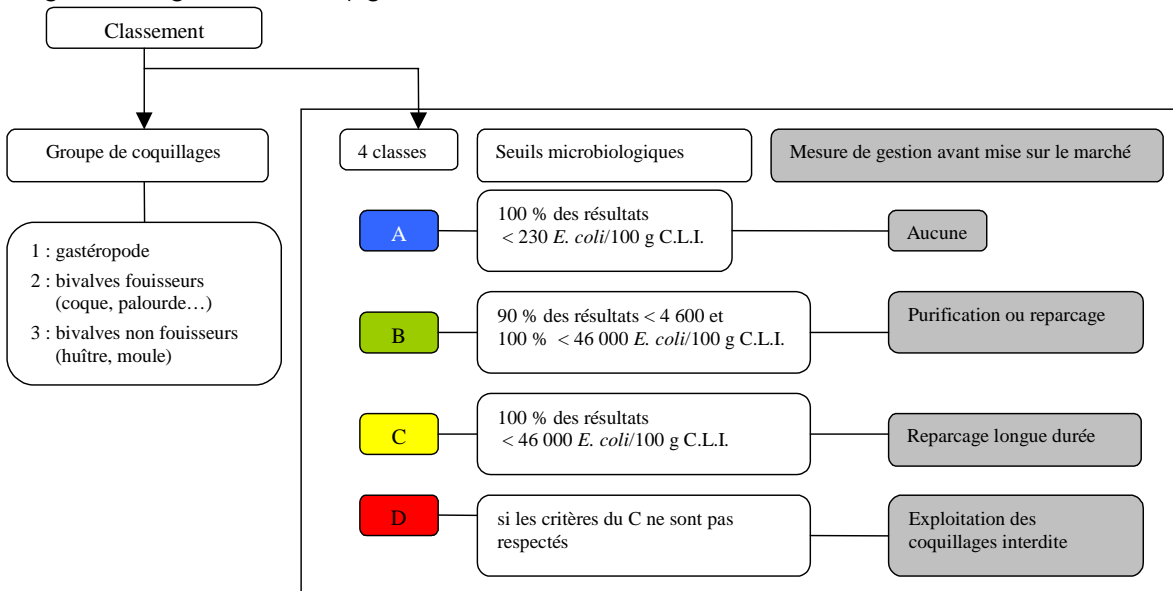 Classement
Groupe de coquillages
1 : gastéropode
2 : bivalves fouisseurs
(coque, palourde…)
3 : bivalves non fouisseurs
(huître, moule)
4 classes
Seuils microbiologiques
Mesure de gestion avant mise sur le marché
A
100 % des résultats
< 230 E. coli/100 g C.L.I.
Aucune
B
90 % des résultats < 4 600 et
100 % < 46 000 E. coli/100 g C.L.I.
Purification ou reparcage
C
100 % des résultats
< 46 000 E. coli/100 g C.L.I.
Reparcage longue durée
D
si les critères du C ne sont pas
respectés
Exploitation des
coquillages interdite